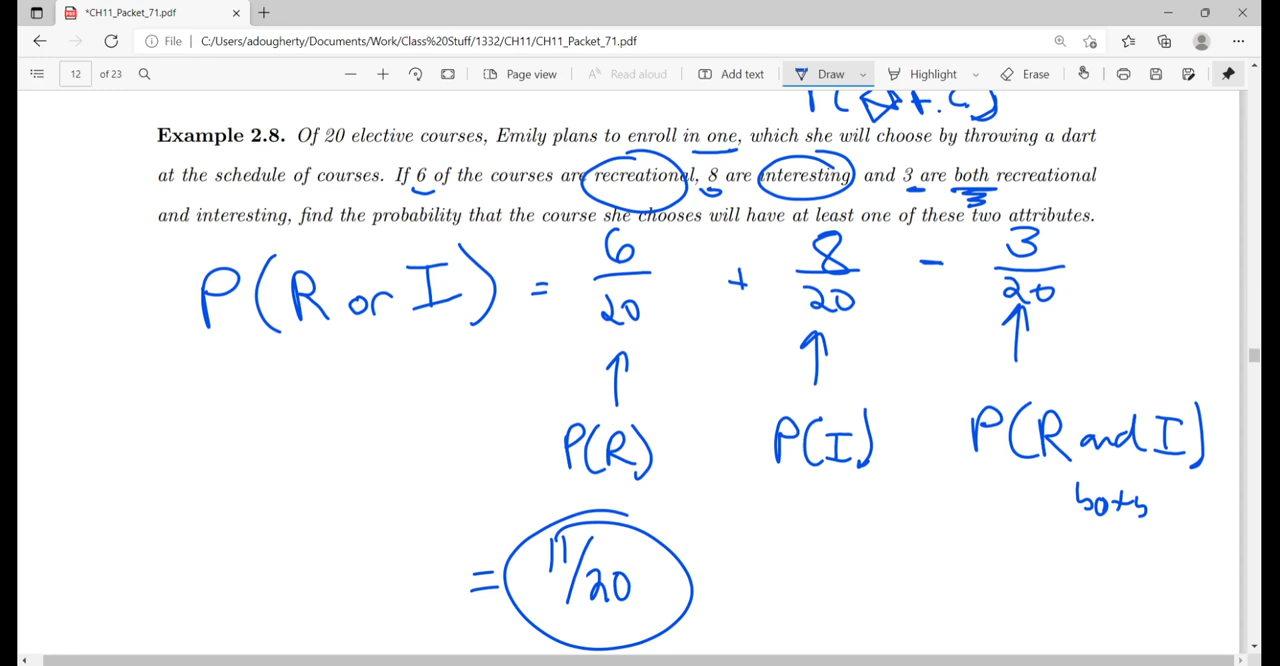 *CH11_Packet_71.pdf
File C:/Users/adougherty/Documents/Work/Class%20Stuff/1332/CH11/CH11_Packet_71.pdf
12 of 23 Page view Read aloud Add text Draw Highlight Erase
Example 2.8. Of 20 elective courses, Emily plans to enroll in one, which she will choose by throwing a dart
at the schedule of courses. If 6 of the courses are recreational, 8 are interesting and 3 are both recreational
and interesting, find the probability that the course she chooses will have at least one of these two attributes.
P(R or I) = 6/20 + 8/20 - 3/20
↑ ↑ ↑
P(R) P(I) P(R and I)
both
= 11/20